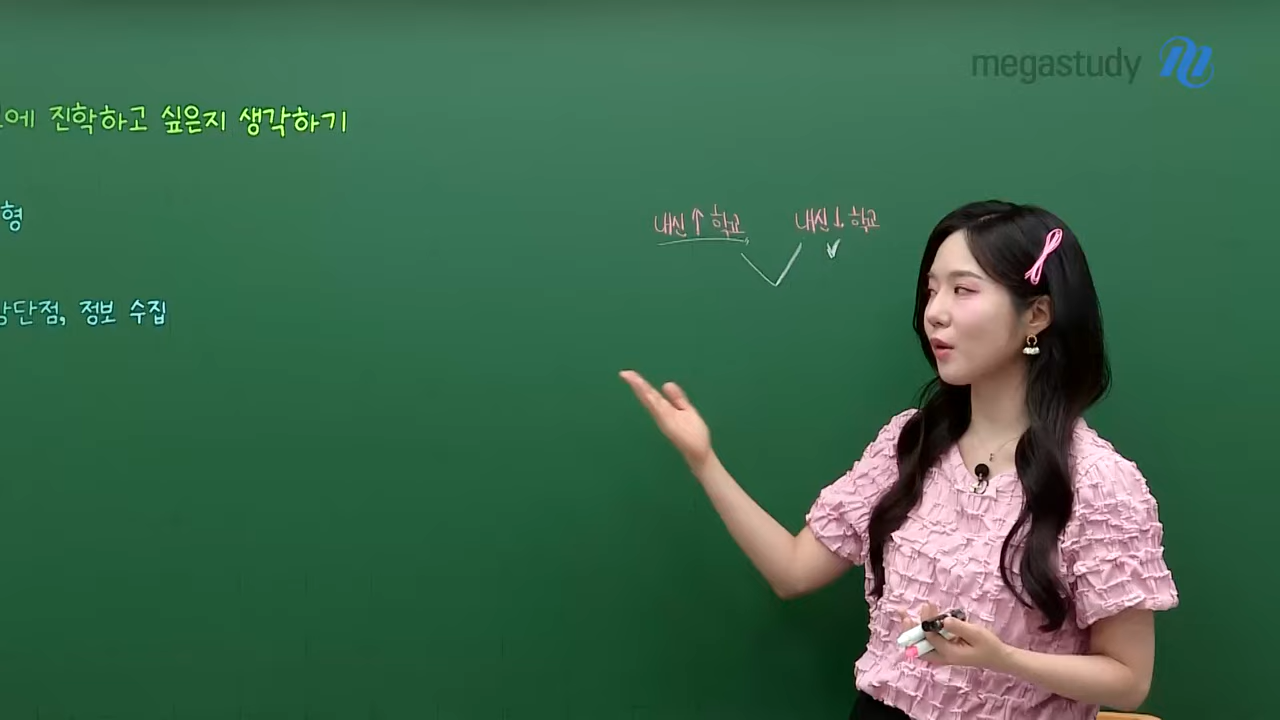 megastudy
에 진학하고 싶은지 생각하기
형
내신↑ 학교 내신↓ 학교
장단점, 정보 수집